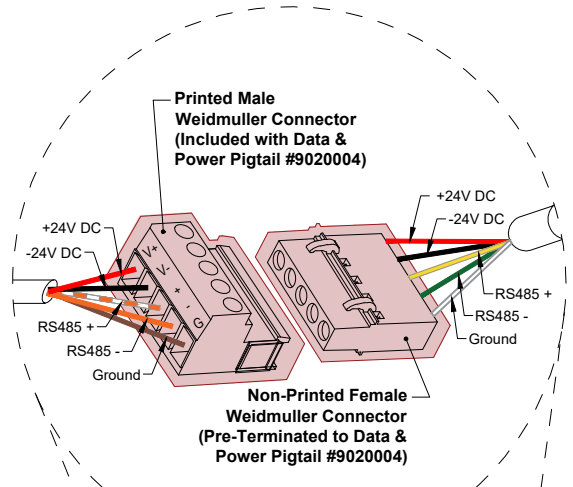 Printed Male
Weidmuller Connector
(Included with Data &
Power Pigtail #9020004)
+24V DC
-24V DC
RS485 +
RS485 -
Ground
V+
V-
+
-
G
+24V DC
-24V DC
RS485 +
RS485 -
Ground
Non-Printed Female
Weidmuller Connector
(Pre-Terminated to Data &
Power Pigtail #9020004)